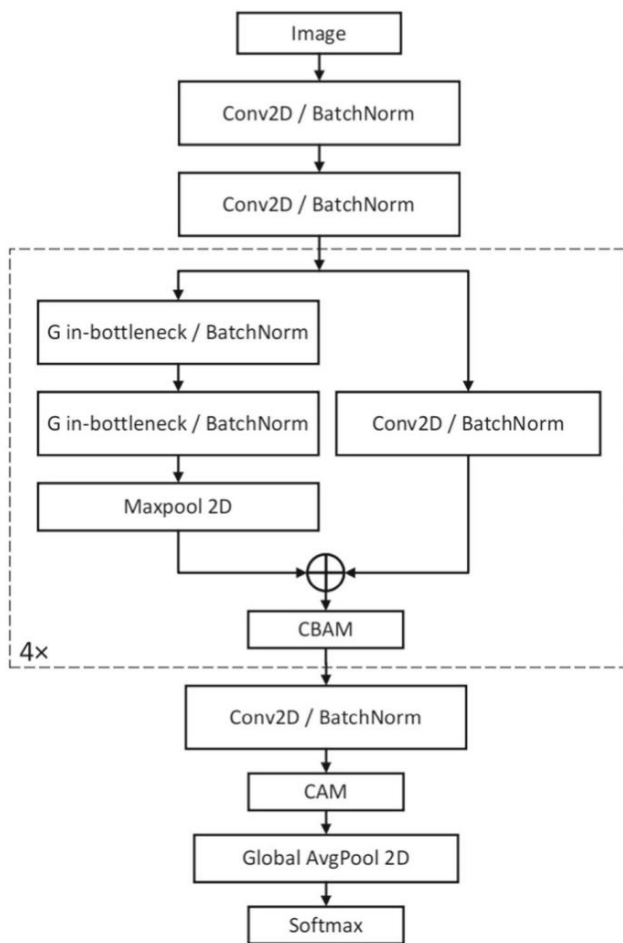 Image
Conv2D / BatchNorm
Conv2D / BatchNorm
G in-bottleneck / BatchNorm
G in-bottleneck / BatchNorm
Conv2D / BatchNorm
Maxpool 2D
CBAM
4×
Conv2D / BatchNorm
CAM
Global AvgPool 2D
Softmax